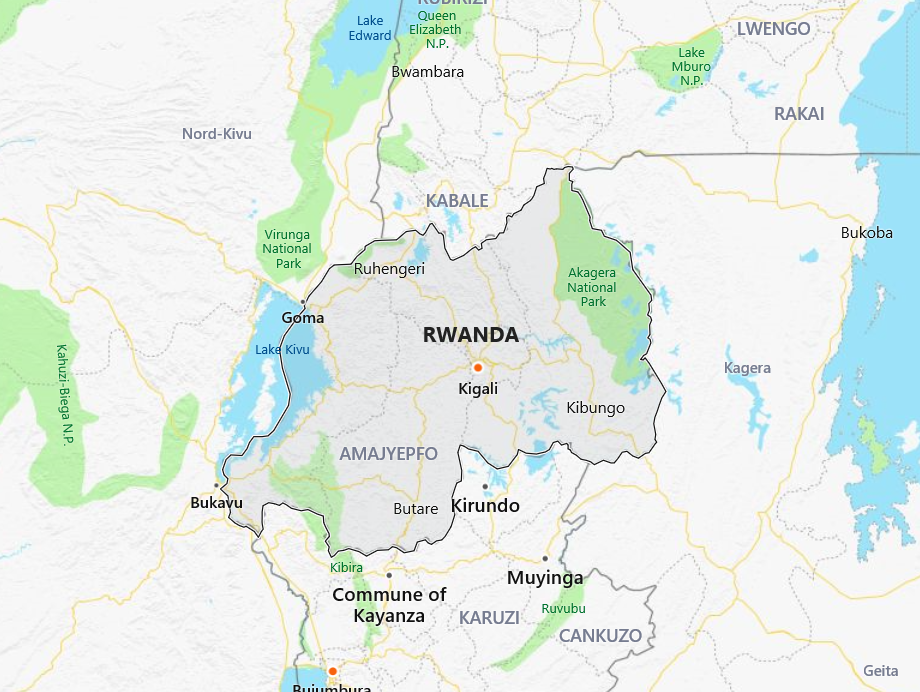 RUBIRIZI
Lake
Edward
Queen
Elizabeth
N.P.
LWENGO
Lake
Mburo
N.P.
Bwambara
RAKAI
Nord-Kivu
KABALE
Bukoba
Virunga
National
Park
Ruhengeri
Akagera
National
Park
Goma
RWANDA
Lake Kivu
Kahuzi-Biega N.P.
Kagera
Kigali
Kibungo
AMAJYEPFO
Bukavu
Butare
Kirundo
Kibira
Muyinga
Commune of
Kayanza
Ruvubu
KARUZI
CANKUZO
Geita
Bujumbura